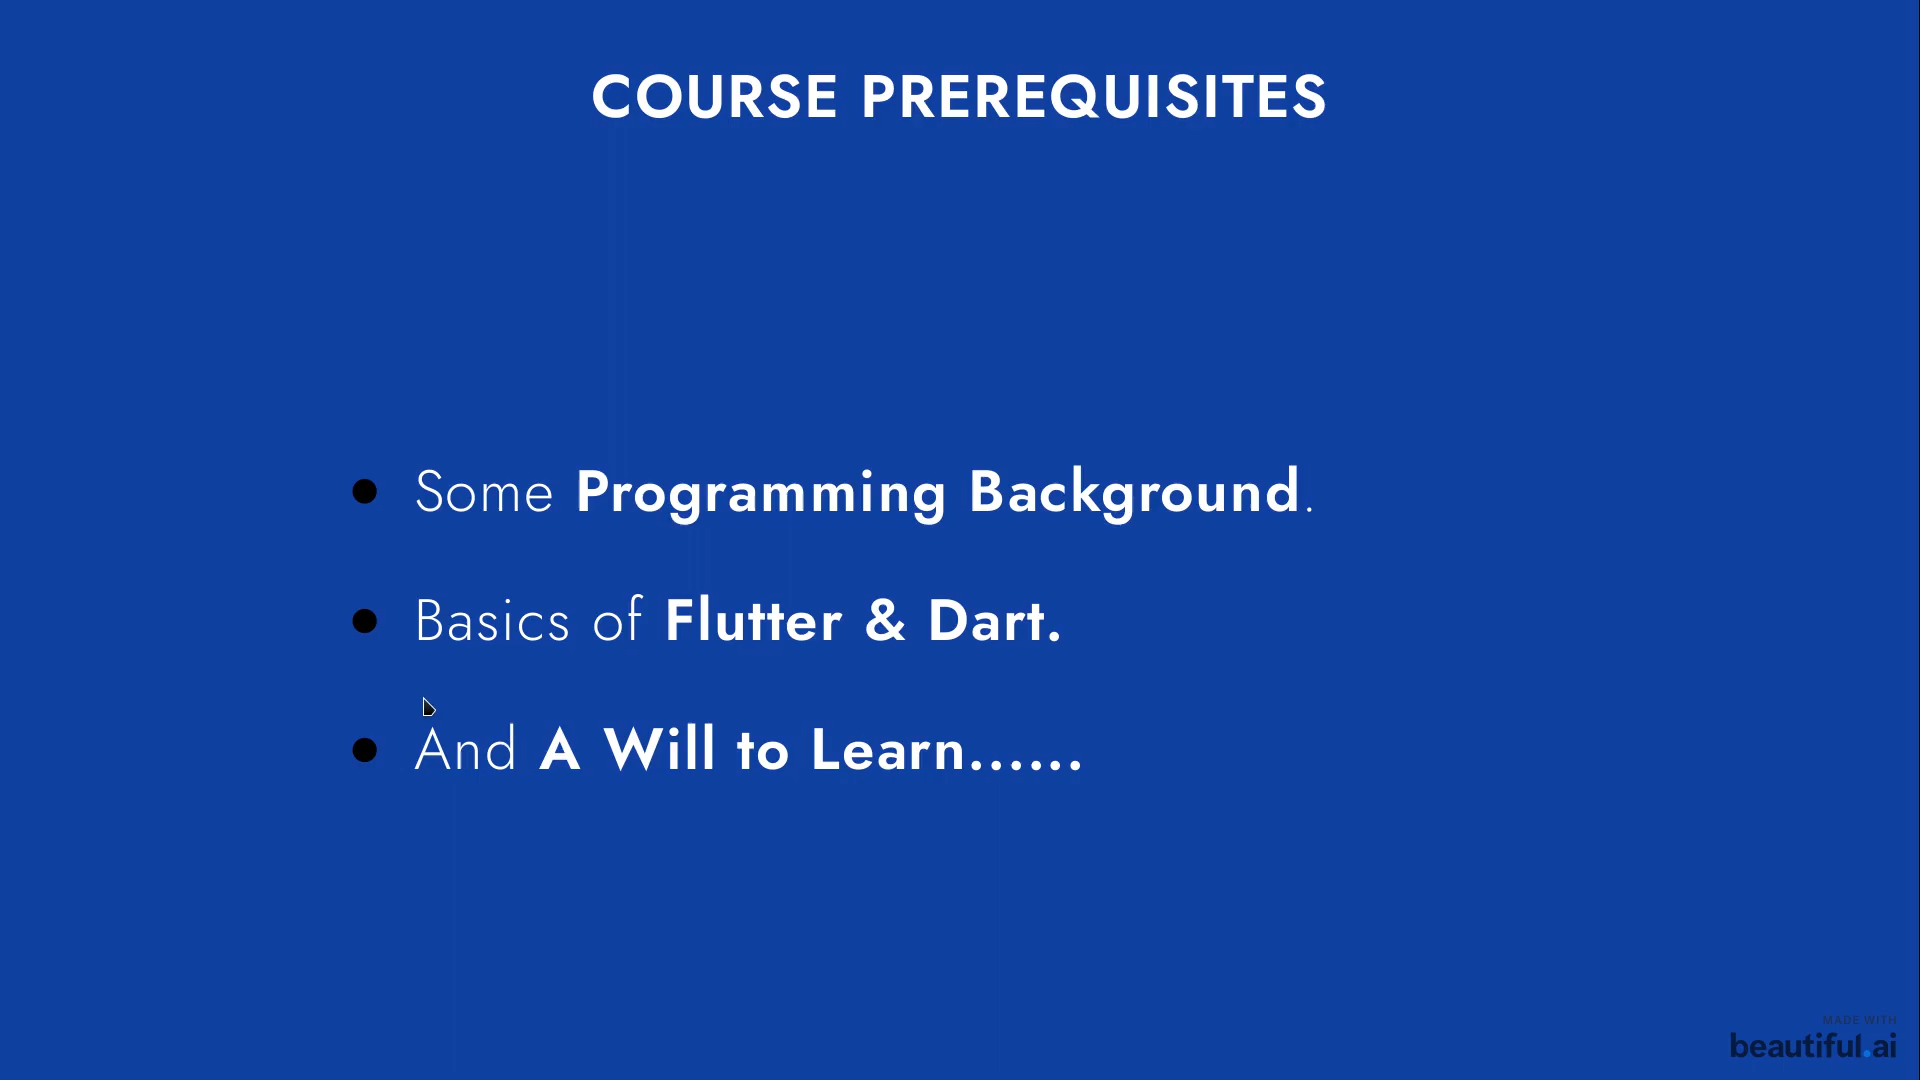 COURSE PREREQUISITES
● Some Programming Background.
● Basics of Flutter & Dart.
● And A Will to Learn......
MADE WITH
beautiful.ai